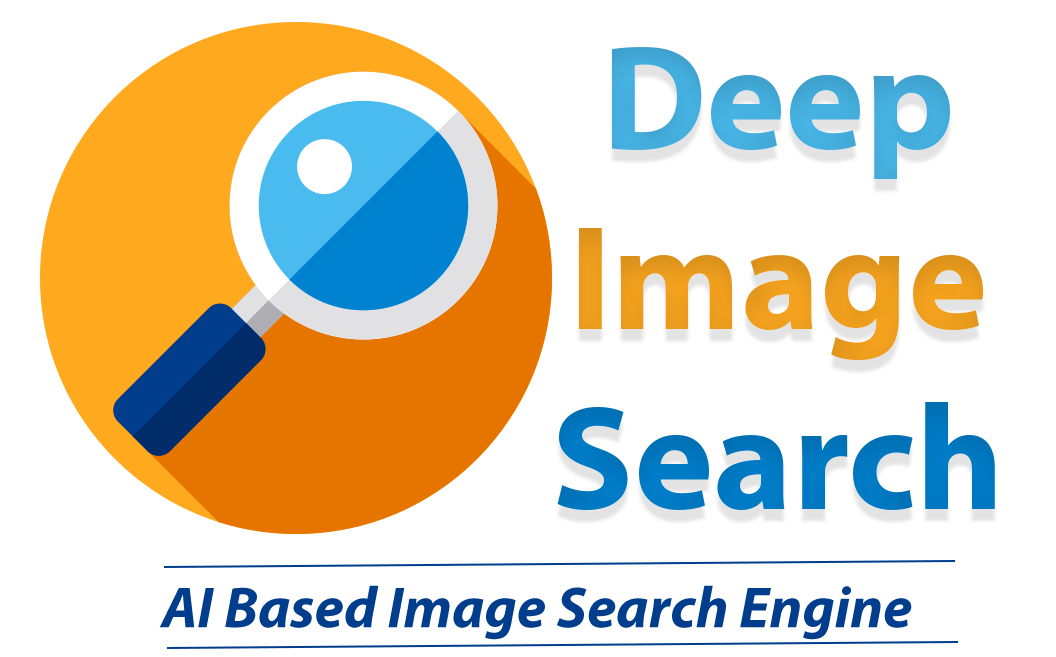 Deep
Image
Search
AI Based Image Search Engine